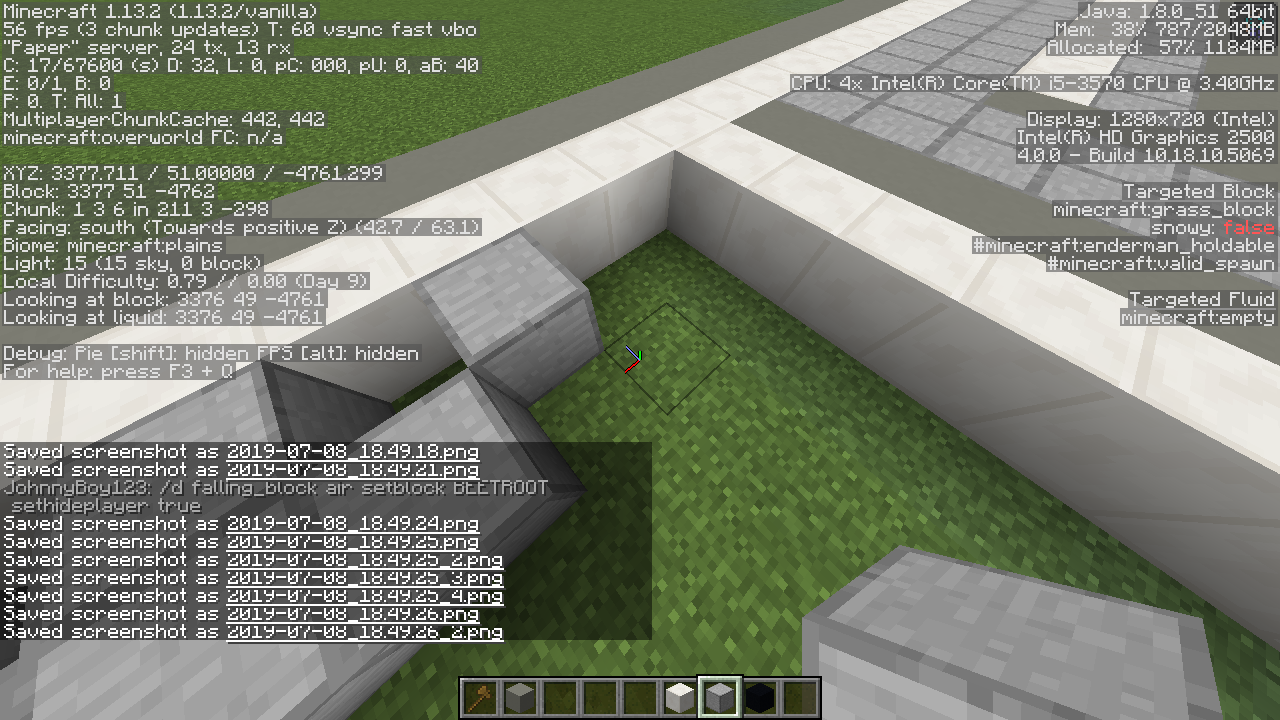 Minecraft 1.13.2 (1.13.2/vanilla)
56 fps (3 chunk updates) T: 60 vsync fast vbo
"Paper" server, 24 tx, 13 rx
C: 17/67600 (s) D: 32, L: 0, pC: 000, pU: 0, aB: 40
E: 0/1, B: 0
P: 0. T: All: 1
MultiplayerChunkCache: 442, 442
minecraft:overworld FC: n/a
XYZ: 3377.711 / 51.00000 / -4761.299
Block: 3377 51 -4762
Chunk: 1 3 6 in 211 3 -298
Facing: south (Towards positive Z) (42.7 / 63.1)
Biome: minecraft:plains
Light: 15 (15 sky, 0 block)
Local Difficulty: 0.79 // 0.00 (Day 9)
Looking at block: 3376 49 -4761
Looking at liquid: 3376 49 -4761
Debug: Pie [shift]: hidden FPS [alt]: hidden
For help: press F3 + Q
Java: 1.8.0_51 64bit
Mem: 38% 787/2048MB
Allocated: 57% 1184MB
CPU: 4x Intel(R) Core(TM) i5-3570 CPU @ 3.40GHz
Display: 1280x720 (Intel)
Intel(R) HD Graphics 2500
4.0.0 - Build 10.18.10.5069
Targeted Block
minecraft:grass_block
snowy: false
#minecraft:enderman_holdable
#minecraft:valid_spawn
Targeted Fluid
minecraft:empty
Saved screenshot as 2019-07-08_18.49.18.png
Saved screenshot as 2019-07-08_18.49.21.png
JohnnyBoy123: /d falling_block air setblock BEETROOT
sethideplayer true
Saved screenshot as 2019-07-08_18.49.24.png
Saved screenshot as 2019-07-08_18.49.25.png
Saved screenshot as 2019-07-08_18.49.25_2.png
Saved screenshot as 2019-07-08_18.49.25_3.png
Saved screenshot as 2019-07-08_18.49.25_4.png
Saved screenshot as 2019-07-08_18.49.26.png
Saved screenshot as 2019-07-08_18.49.26_2.png